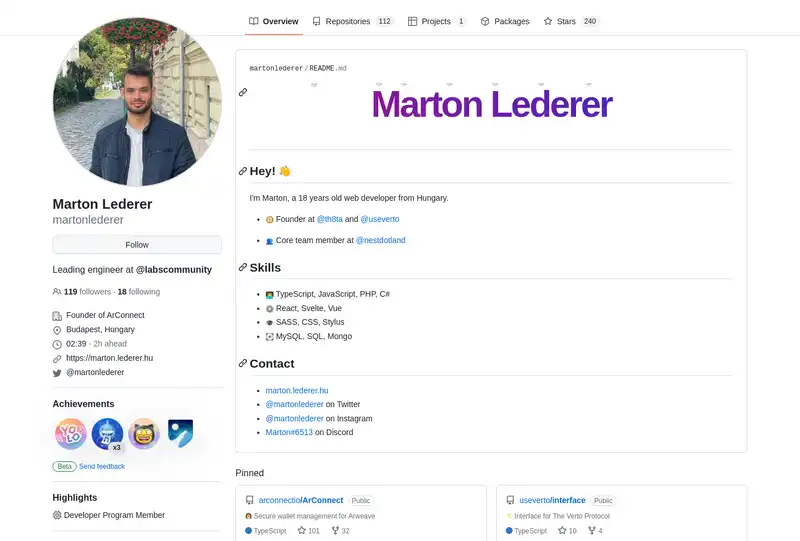 Overview
Repositories 112
Projects 1
Packages
Stars 240
martonlederer/README.md
Marton Lederer
Hey! 👋
I'm Marton, a 18 years old web developer from Hungary.
Founder at @th8ta and @useverto
Core team member at @nestdotland
Skills
TypeScript, JavaScript, PHP, C#
React, Svelte, Vue
SASS, CSS, Stylus
MySQL, SQL, Mongo
Contact
marton.lederer.hu
@martonlederer on Twitter
@martonlederer on Instagram
Marton#6513 on Discord
Marton Lederer
martonlederer
Follow
Leading engineer at @labscommunity
119 followers · 18 following
Founder of ArConnect
Budapest, Hungary
02:39 - 2h ahead
https://marton.lederer.hu
@martonlederer
Achievements
YOLO
x3
Beta Send feedback
Highlights
Developer Program Member
Pinned
arconnectio/ArConnect Public
Secure wallet management for Arweave
TypeScript 101 32
useverto/interface Public
Interface for The Verto Protocol
TypeScript 10 4